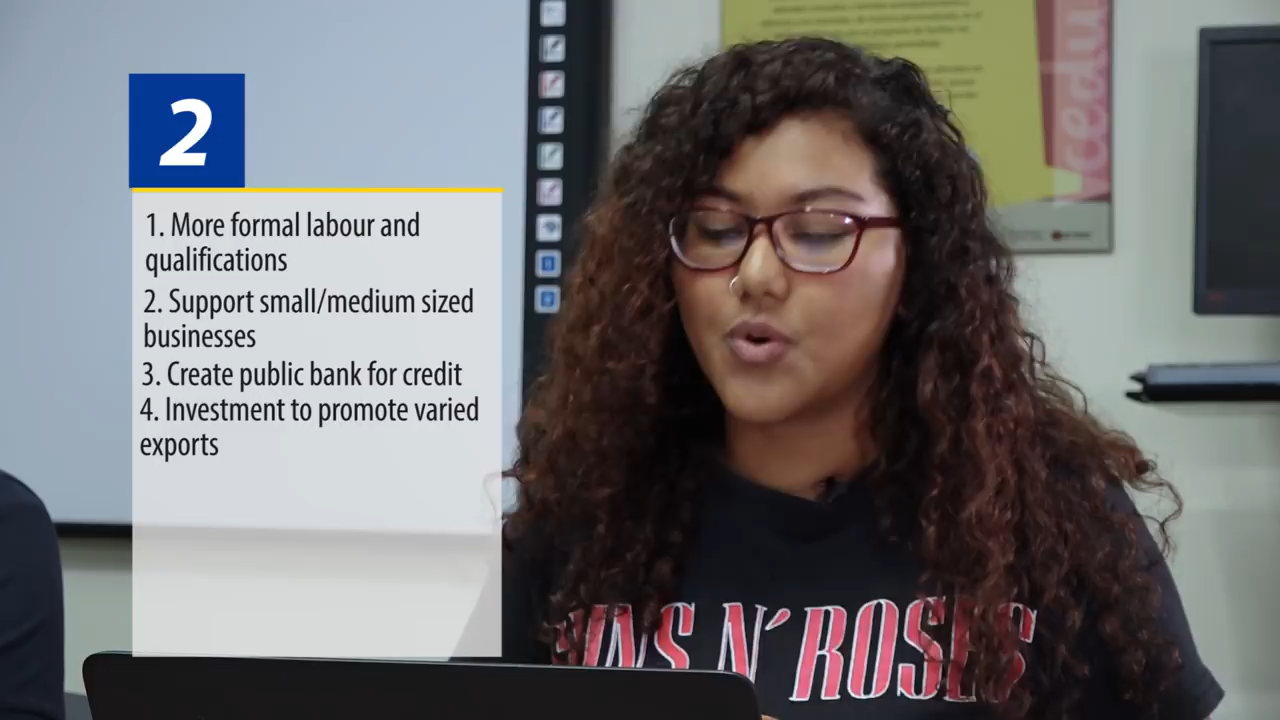 2
1. More formal labour and
qualifications
2. Support small/medium sized
businesses
3. Create public bank for credit
4. Investment to promote varied
exports
N' ROSES